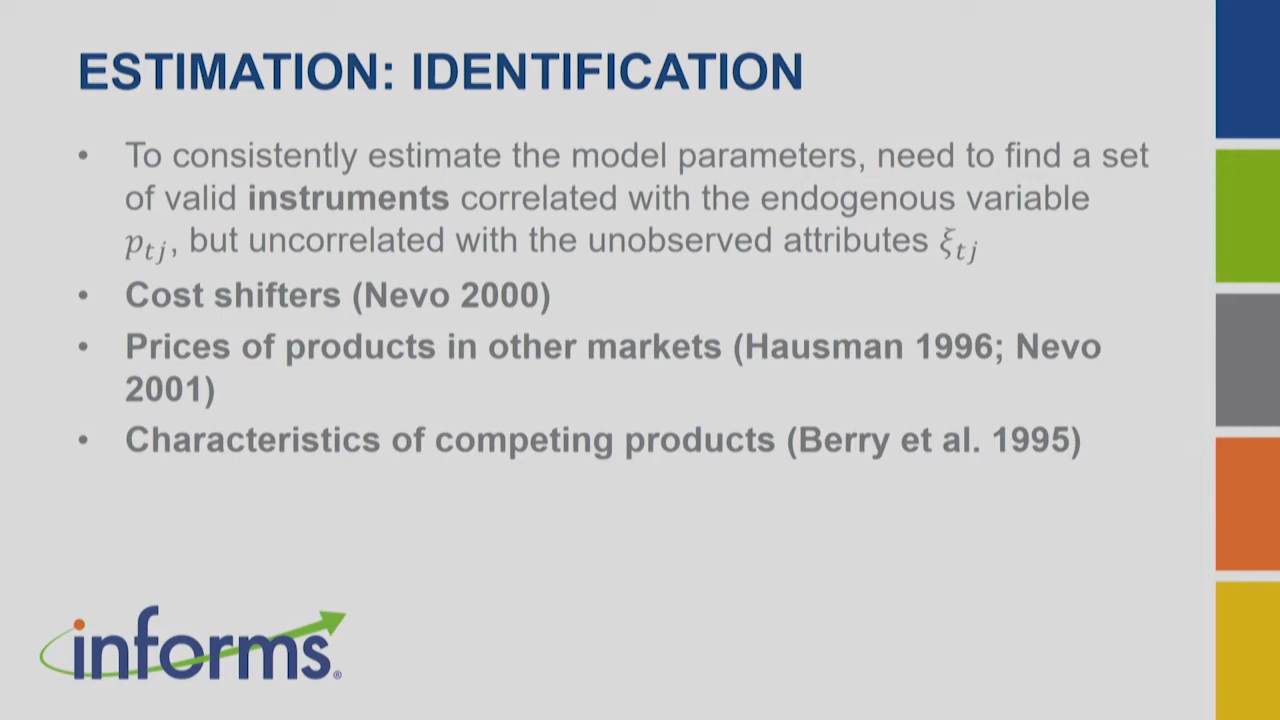 ESTIMATION: IDENTIFICATION
• To consistently estimate the model parameters, need to find a set
of valid instruments correlated with the endogenous variable
𝑝ₜⱼ, but uncorrelated with the unobserved attributes 𝜉ₜⱼ
• Cost shifters (Nevo 2000)
• Prices of products in other markets (Hausman 1996; Nevo
2001)
• Characteristics of competing products (Berry et al. 1995)
informs®